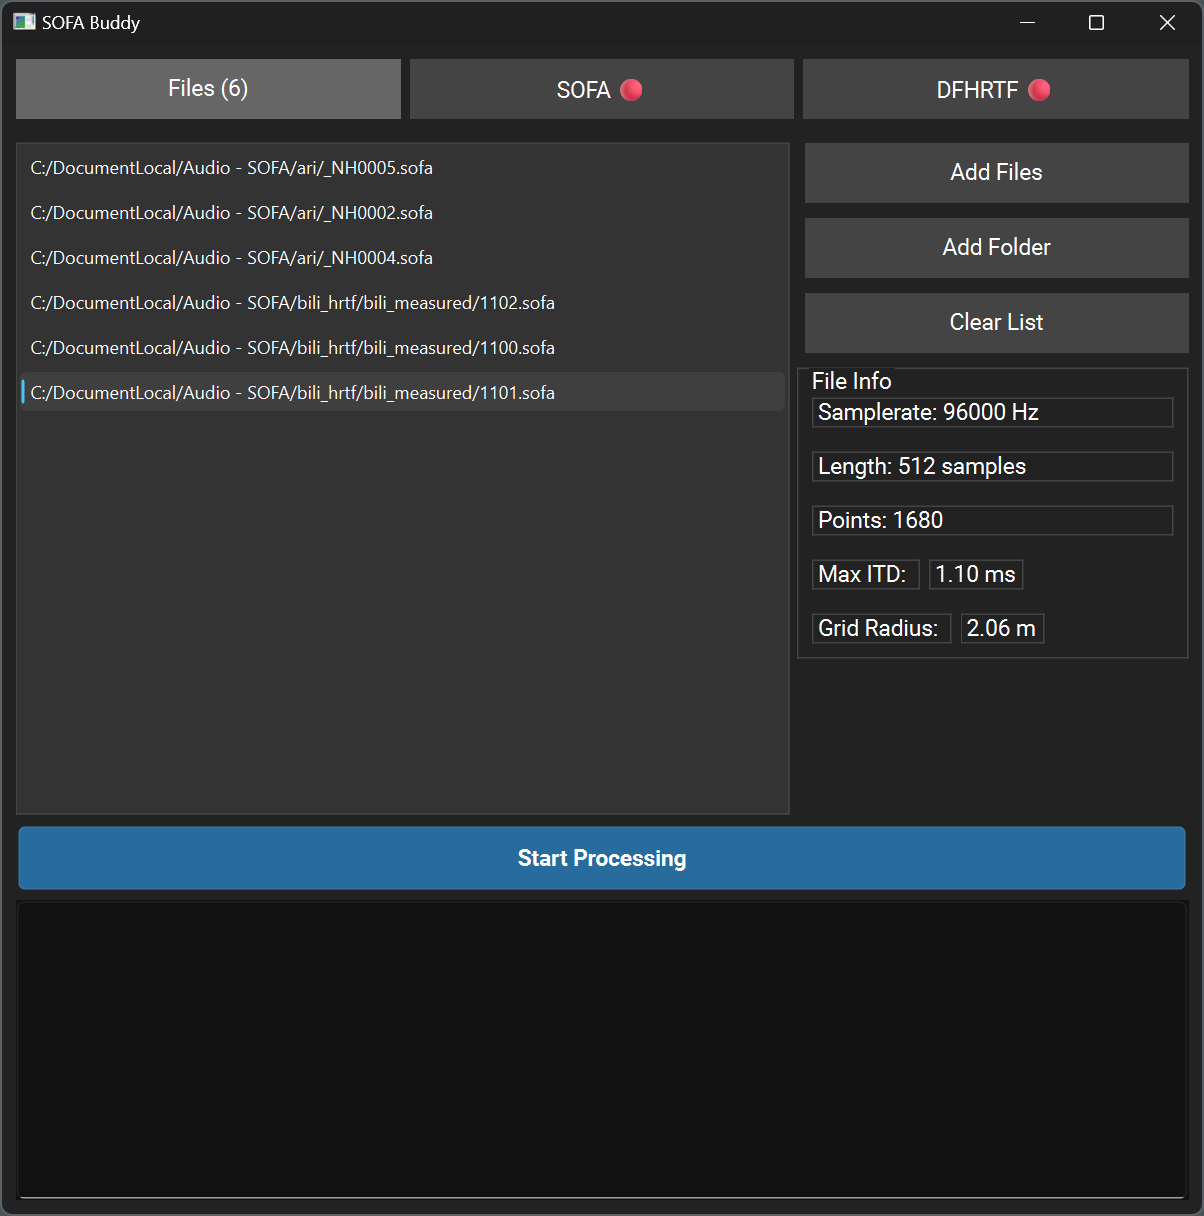 SOFA Buddy
Files (6)
SOFA
DFHRTF
C:/DocumentLocal/Audio - SOFA/ari/_NH0005.sofa
C:/DocumentLocal/Audio - SOFA/ari/_NH0002.sofa
C:/DocumentLocal/Audio - SOFA/ari/_NH0004.sofa
C:/DocumentLocal/Audio - SOFA/bili_hrtf/bili_measured/1102.sofa
C:/DocumentLocal/Audio - SOFA/bili_hrtf/bili_measured/1100.sofa
C:/DocumentLocal/Audio - SOFA/bili_hrtf/bili_measured/1101.sofa
Add Files
Add Folder
Clear List
File Info
Samplerate: 96000 Hz
Length: 512 samples
Points: 1680
Max ITD: 1.10 ms
Grid Radius: 2.06 m
Start Processing